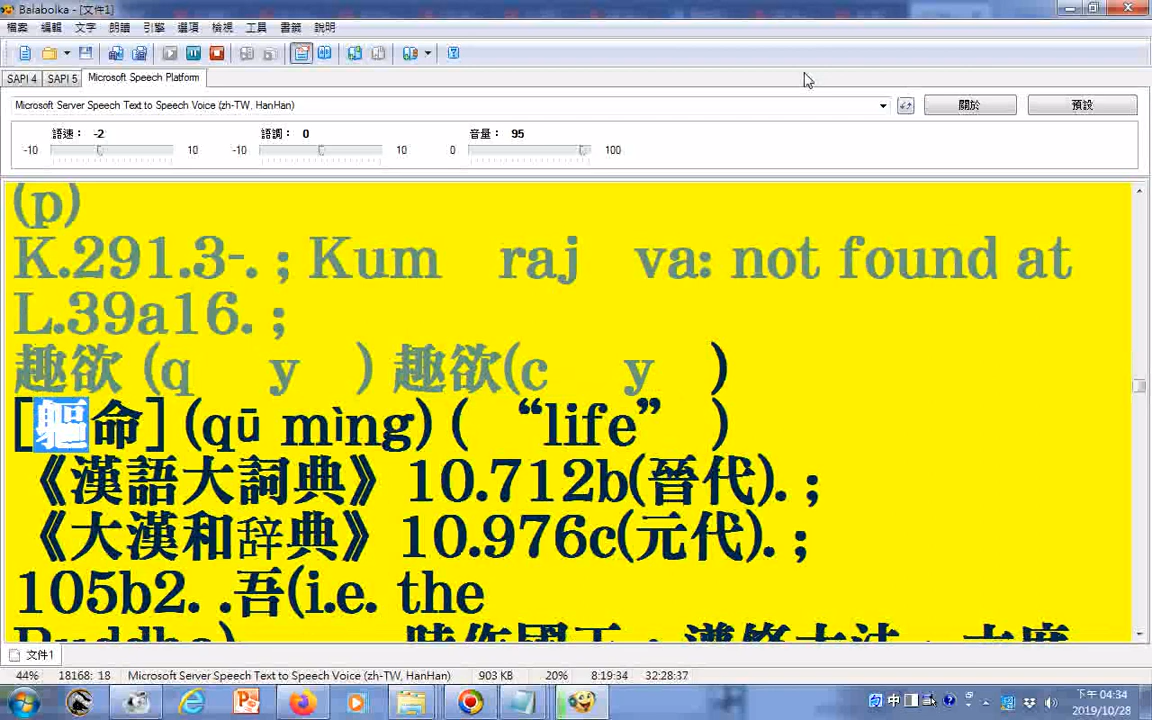 Balabolka - [文件1]
檔案 編輯 文字 朗讀 引擎 選項 檢視 工具 書籤 說明
SAPI 4 SAPI 5 Microsoft Speech Platform
Microsoft Server Speech Text to Speech Voice (zh-TW, HanHan) 關於 預設
語速： -2 語調： 0 音量： 95
-10 10 -10 10 0 100
(p)
K.291.3-. ; Kum raj va: not found at
L.39a16. ;
趣欲 (q y ) 趣欲(c y )
[軀命] (qū mìng) ( “life” )
《漢語大詞典》 10.712b(晉代). ;
《大漢和辞典》 10.976c(元代). ;
105b2. .吾(i.e. the
文件1
44% 18168: 18 Microsoft Server Speech Text to Speech Voice (zh-TW, HanHan) 903 KB 20% 8:19:34 32:28:37
中 下午 04:34
2019/10/28